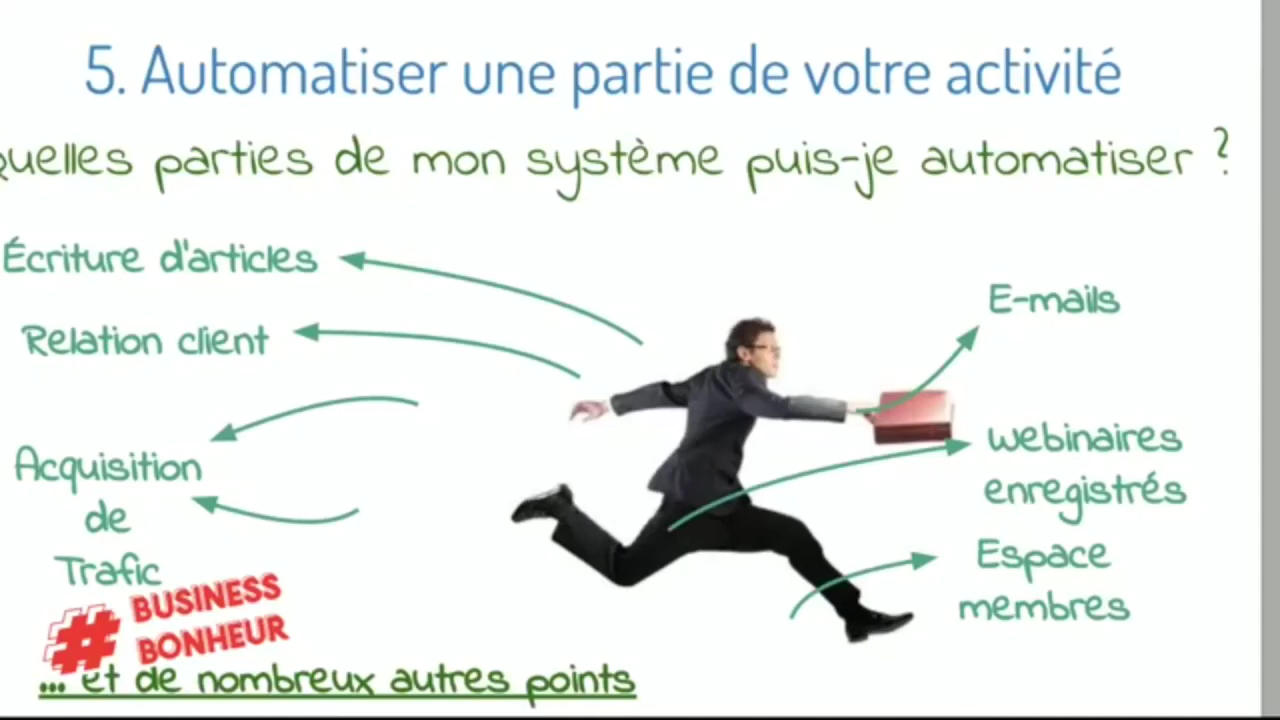 5. Automatiser une partie de votre activité
quelles parties de mon système puis-je automatiser ?
Écriture d'articles
Relation client
Acquisition
de
Trafic
E-mails
webinaires
enregistrés
Espace
membres
# BUSINESS
BONHEUR
... et de nombreux autres points